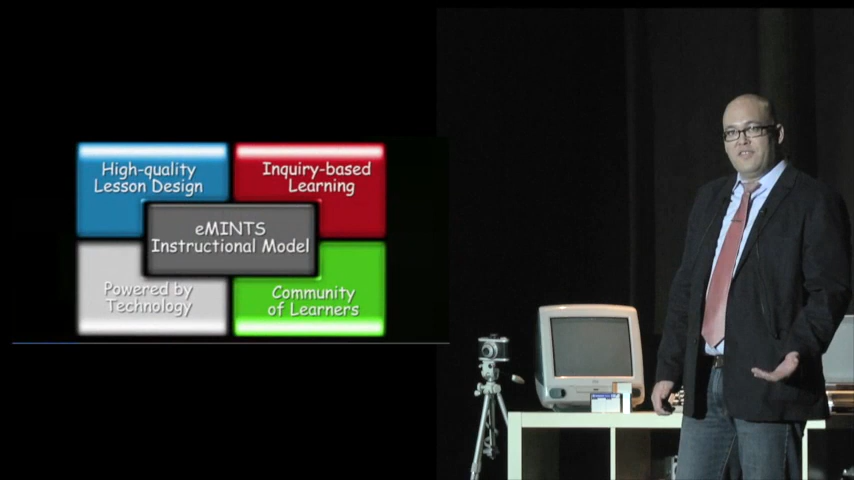 High-quality
Lesson Design
Inquiry-based
Learning
eMINTS
Instructional Model
Powered by
Technology
Community
of Learners